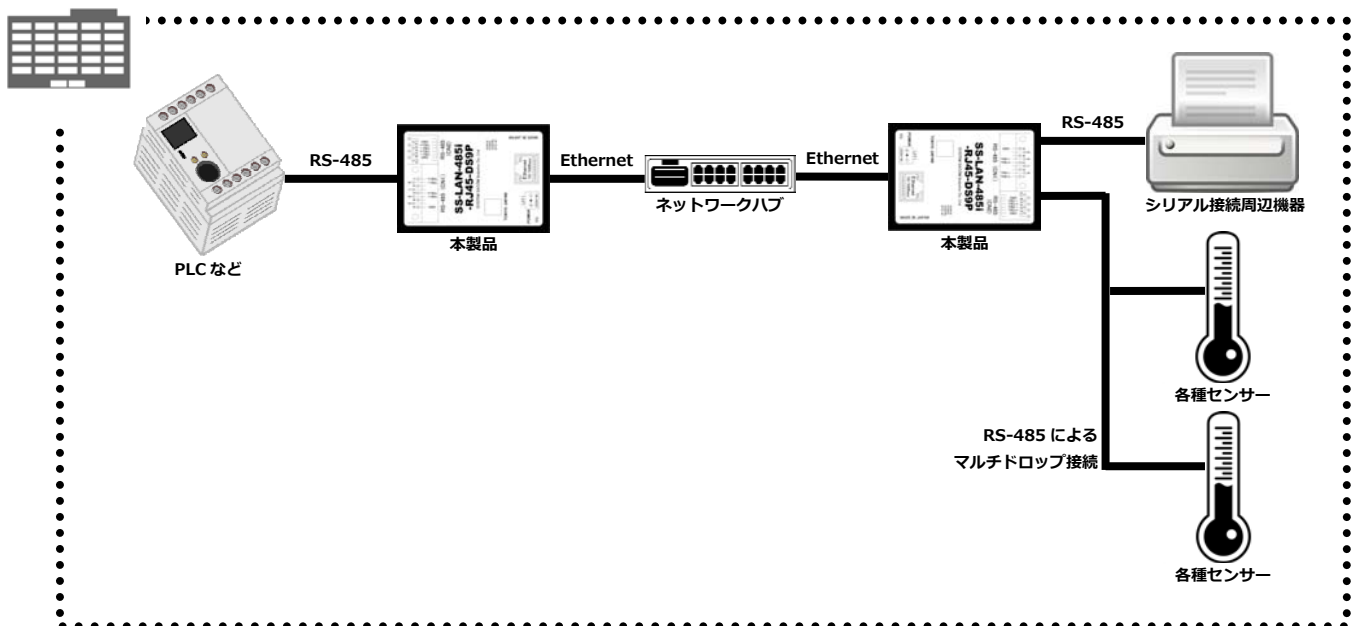 RS-485
RS-485
Ethernet
Ethernet
SS-LAN-485i
-RJ45-DS9P
SS-LAN-485i
-RJ45-DS9P
ネットワークハブ
シリアル接続周辺機器
本製品
本製品
PLC など
各種センサー
RS-485 による
マルチドロップ接続
各種センサー